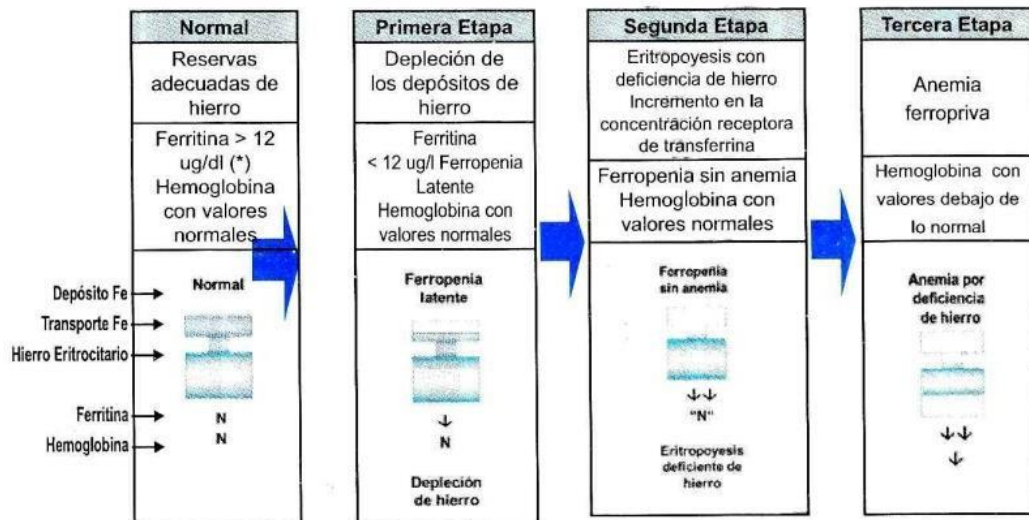 Normal
Reservas
adecuadas de
hierro
Ferritina > 12
ug/dl (*)
Hemoglobina
con valores
normales
Normal
N
N
Primera Etapa
Depleción de
los depósitos de
hierro
Ferritina
< 12 ug/l Ferropenia
Latente
Hemoglobina con
valores normales
Ferropenia
latente
↓
N
Depleción
de hierro
Segunda Etapa
Eritropoyesis con
deficiencia de hierro
Incremento en la
concentración receptora
de transferrina
Ferropenia sin anemia
Hemoglobina con
valores normales
Ferropenia
sin anemia
↓↓
"N"
Eritropoyesis
deficiente de
hierro
Tercera Etapa
Anemia
ferropriva
Hemoglobina con
valores debajo de
lo normal
Anemia por
deficiencia
de hierro
↓↓
↓
Depósito Fe
Transporte Fe
Hierro Eritrocitario
Ferritina
Hemoglobina